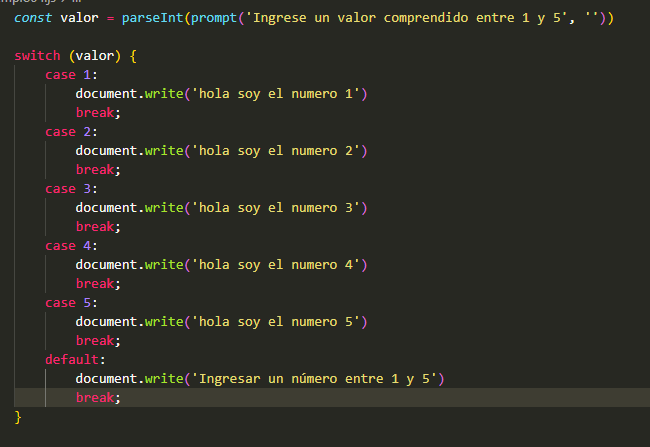 const valor = parseInt(prompt('Ingrese un valor comprendido entre 1 y 5', ''))
switch (valor) {
case 1:
document.write('hola soy el numero 1')
break;
case 2:
document.write('hola soy el numero 2')
break;
case 3:
document.write('hola soy el numero 3')
break;
case 4:
document.write('hola soy el numero 4')
break;
case 5:
document.write('hola soy el numero 5')
break;
default:
document.write('Ingresar un número entre 1 y 5')
break;
}